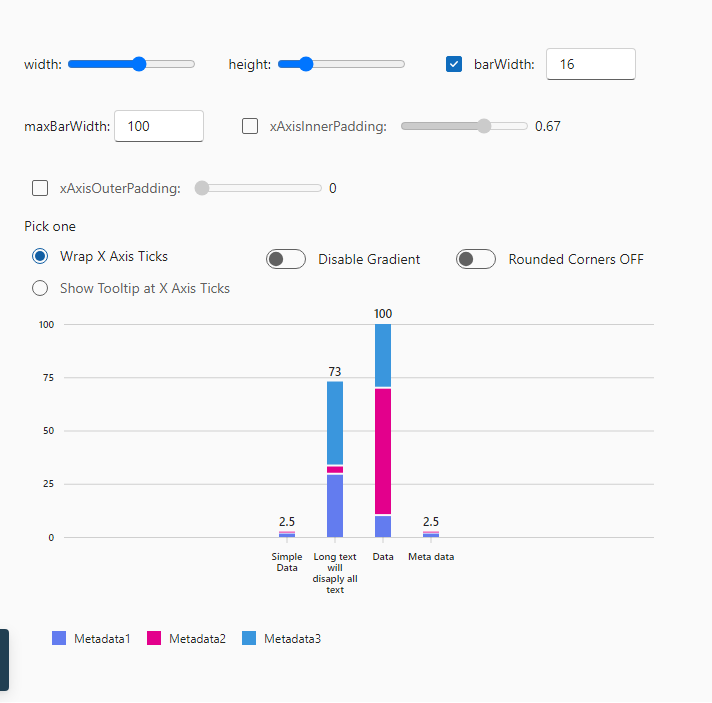 width: height: barWidth: 16
maxBarWidth: 100 xAxisInnerPadding: 0.67
xAxisOuterPadding: 0
Pick one
Wrap X Axis Ticks Disable Gradient Rounded Corners OFF
Show Tooltip at X Axis Ticks
100
100
75
73
50
25
2.5 2.5
0
Simple Long text Data Meta data
Data will
disaply all
text
Metadata1 Metadata2 Metadata3